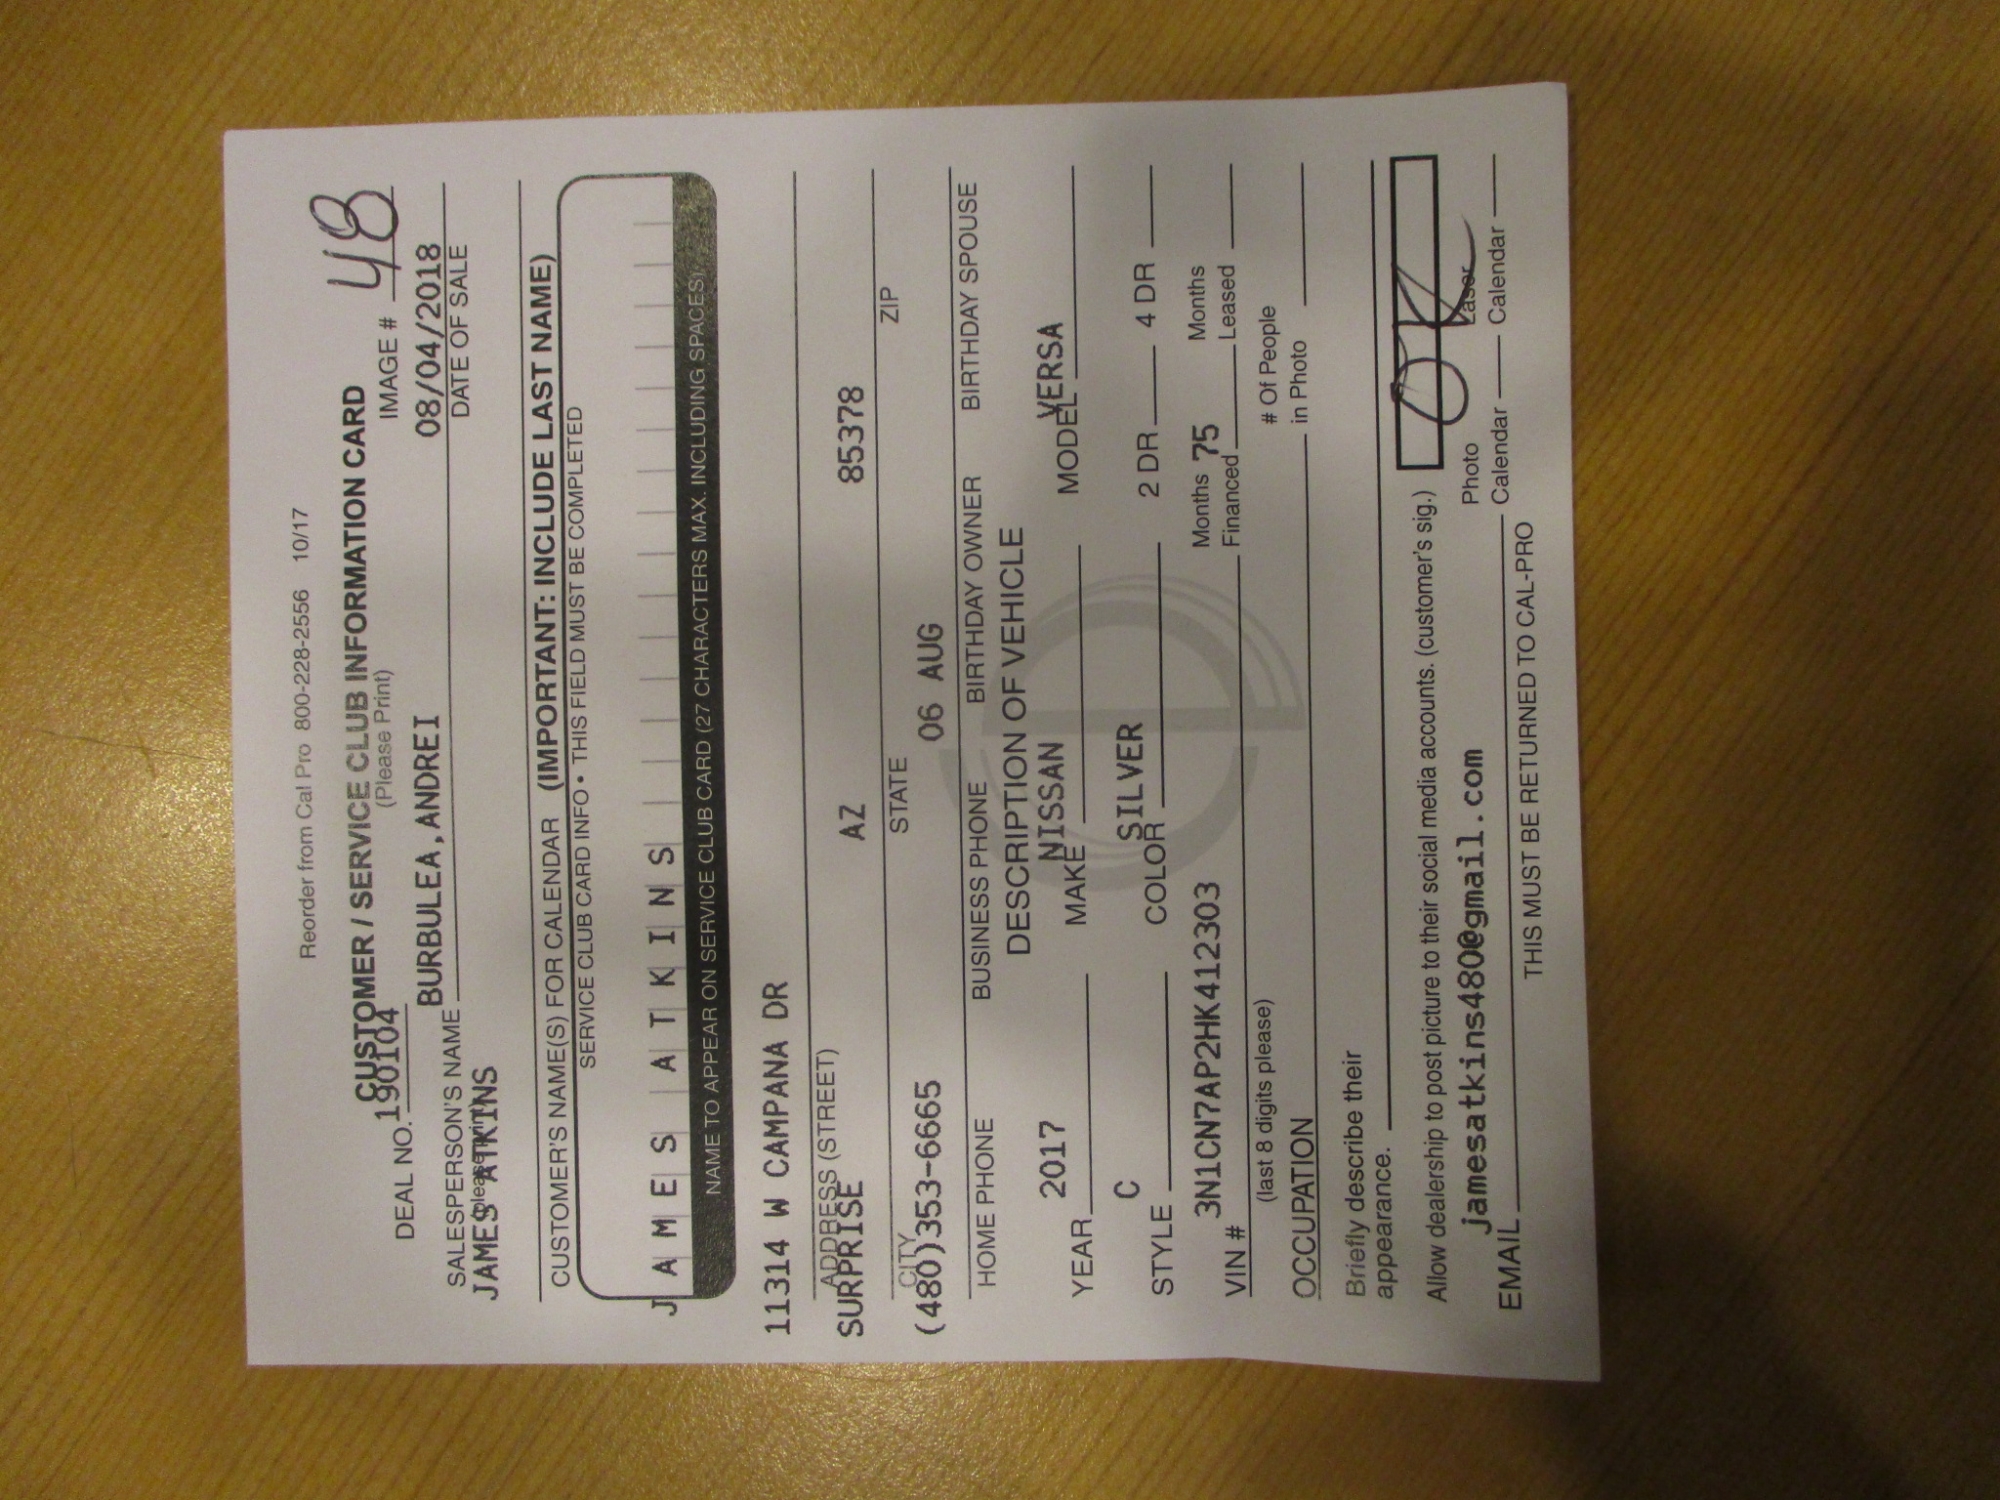 Reorder from Cal Pro 800-228-2556 10/17
CUSTOMER / SERVICE CLUB INFORMATION CARD
(Please Print)
DEAL NO. 190104 IMAGE # 48
BURBULEA,ANDREI 08/04/2018
SALESPERSON'S NAME DATE OF SALE
(please print)
JAMES ATKINS
CUSTOMER'S NAME(S) FOR CALENDAR (IMPORTANT: INCLUDE LAST NAME)
SERVICE CLUB CARD INFO • THIS FIELD MUST BE COMPLETED
J A M E S A T K I N S
NAME TO APPEAR ON SERVICE CLUB CARD (27 CHARACTERS MAX. INCLUDING SPACES)
11314 W CAMPANA DR
ADDRESS (STREET)
SURPRISE AZ 85378
CITY STATE ZIP
(480)353-6665 06 AUG
HOME PHONE BUSINESS PHONE BIRTHDAY OWNER BIRTHDAY SPOUSE
DESCRIPTION OF VEHICLE
YEAR 2017 MAKE NISSAN MODEL VERSA
STYLE C COLOR SILVER 2 DR 4 DR
VIN # 3N1CN7AP2HK412303 Months Financed 75 Months Leased
(last 8 digits please)
OCCUPATION # Of People in Photo
Briefly describe their
appearance.
Allow dealership to post picture to their social media accounts. (customer's sig.)
EMAIL jamesatkins480@gmail.com Photo Calendar Laser Calendar
THIS MUST BE RETURNED TO CAL-PRO